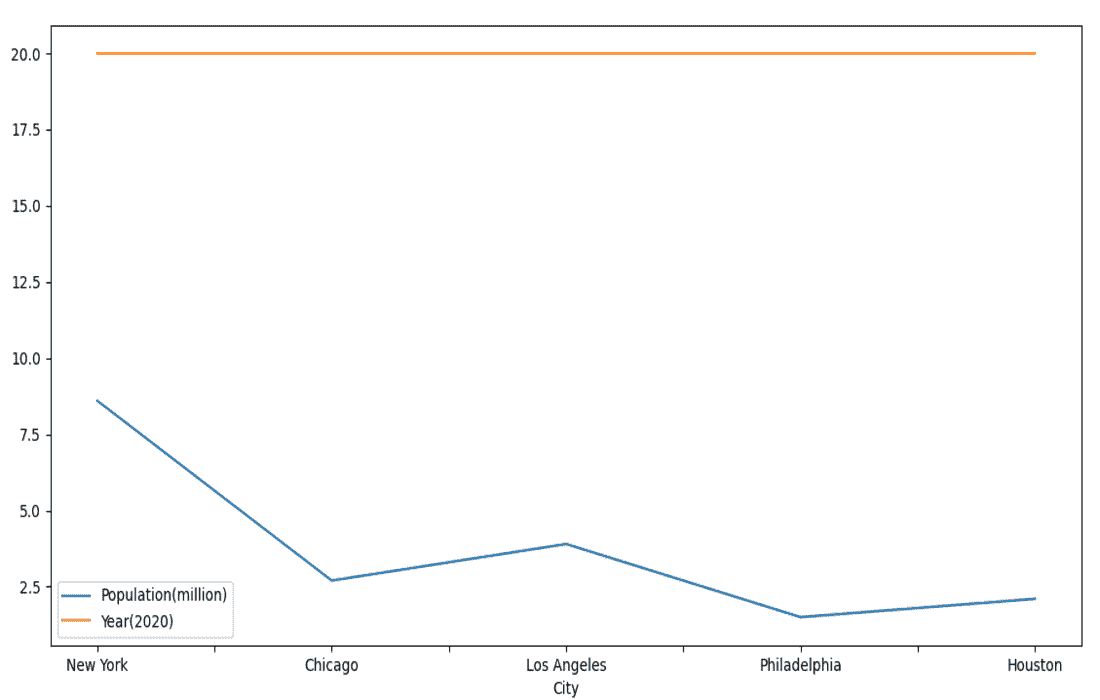 20.0
17.5
15.0
12.5
10.0
7.5
5.0
2.5
Population(million)
Year(2020)
New York Chicago Los Angeles Philadelphia Houston
City